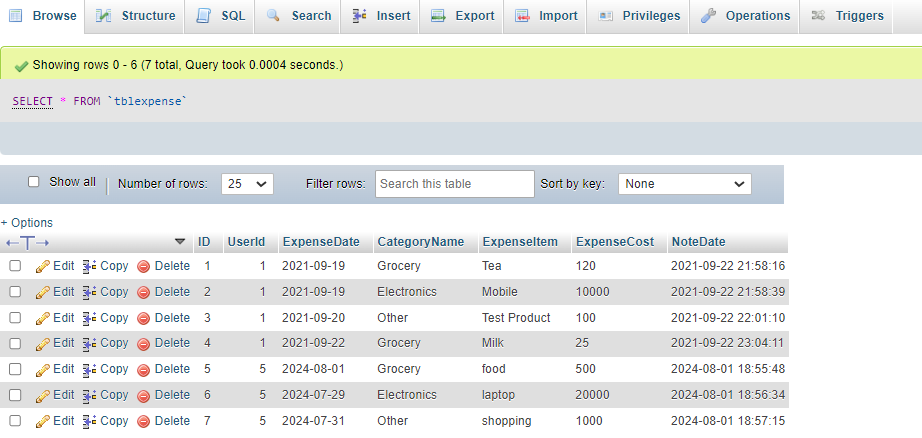 Browse Structure SQL Search Insert Export Import Privileges Operations Triggers
Showing rows 0 - 6 (7 total, Query took 0.0004 seconds.)
SELECT * FROM `tblexpense`
Show all Number of rows: 25 Filter rows: Search this table Sort by key: None
+ Options
←T→ ID UserId ExpenseDate CategoryName ExpenseItem ExpenseCost NoteDate
Edit Copy Delete 1 1 2021-09-19 Grocery Tea 120 2021-09-22 21:58:16
Edit Copy Delete 2 1 2021-09-19 Electronics Mobile 10000 2021-09-22 21:58:39
Edit Copy Delete 3 1 2021-09-20 Other Test Product 100 2021-09-22 22:01:10
Edit Copy Delete 4 1 2021-09-22 Grocery Milk 25 2021-09-22 23:04:11
Edit Copy Delete 5 5 2024-08-01 Grocery food 500 2024-08-01 18:55:48
Edit Copy Delete 6 5 2024-07-29 Electronics laptop 20000 2024-08-01 18:56:34
Edit Copy Delete 7 5 2024-07-31 Other shopping 1000 2024-08-01 18:57:15